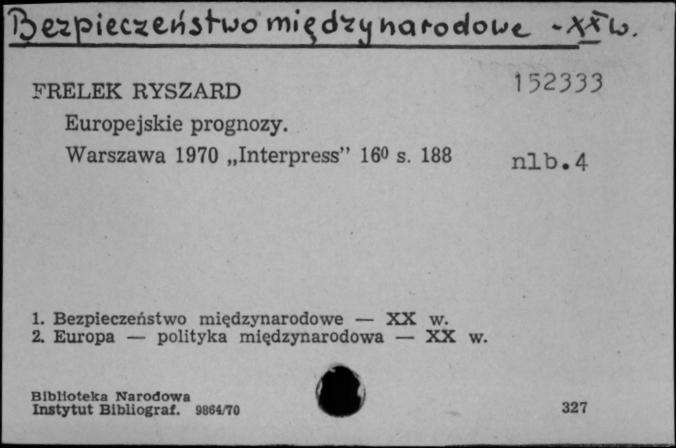 Bezpieczeństwo międzynarodowe - XX w.
FRELEK RYSZARD
152333
Europejskie prognozy.
Warszawa 1970 „Interpress” 16º s. 188
nlb. 4
1. Bezpieczeństwo międzynarodowe — XX w.
2. Europa — polityka międzynarodowa — XX w.
Biblioteka Narodowa
Instytut Bibliograf. 9864/70
327